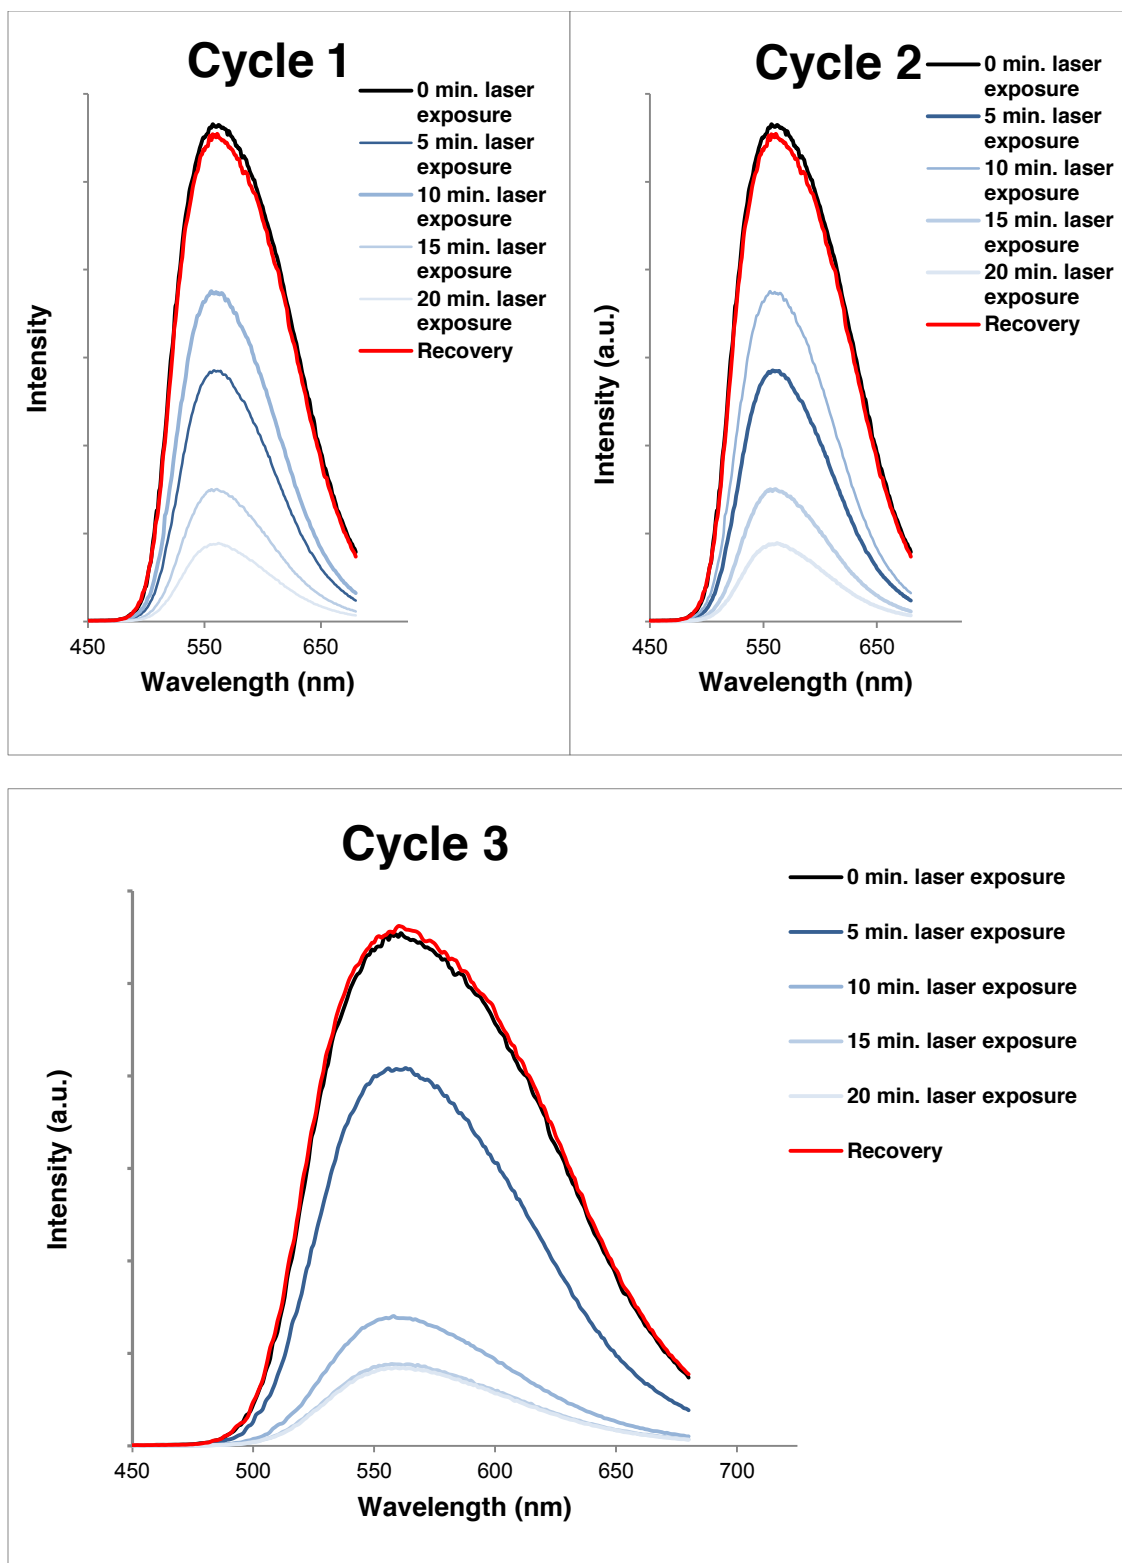 Cycle 1
0 min. laser
exposure
5 min. laser
exposure
10 min. laser
exposure
15 min. laser
exposure
20 min. laser
exposure
Recovery
Intensity
450
550
650
Wavelength (nm)
Cycle 2
0 min. laser
exposure
5 min. laser
exposure
10 min. laser
exposure
15 min. laser
exposure
20 min. laser
exposure
Recovery
Intensity (a.u.)
450
550
650
Wavelength (nm)
Cycle 3
0 min. laser exposure
5 min. laser exposure
10 min. laser exposure
15 min. laser exposure
20 min. laser exposure
Recovery
Intensity (a.u.)
450
500
550
600
650
700
Wavelength (nm)